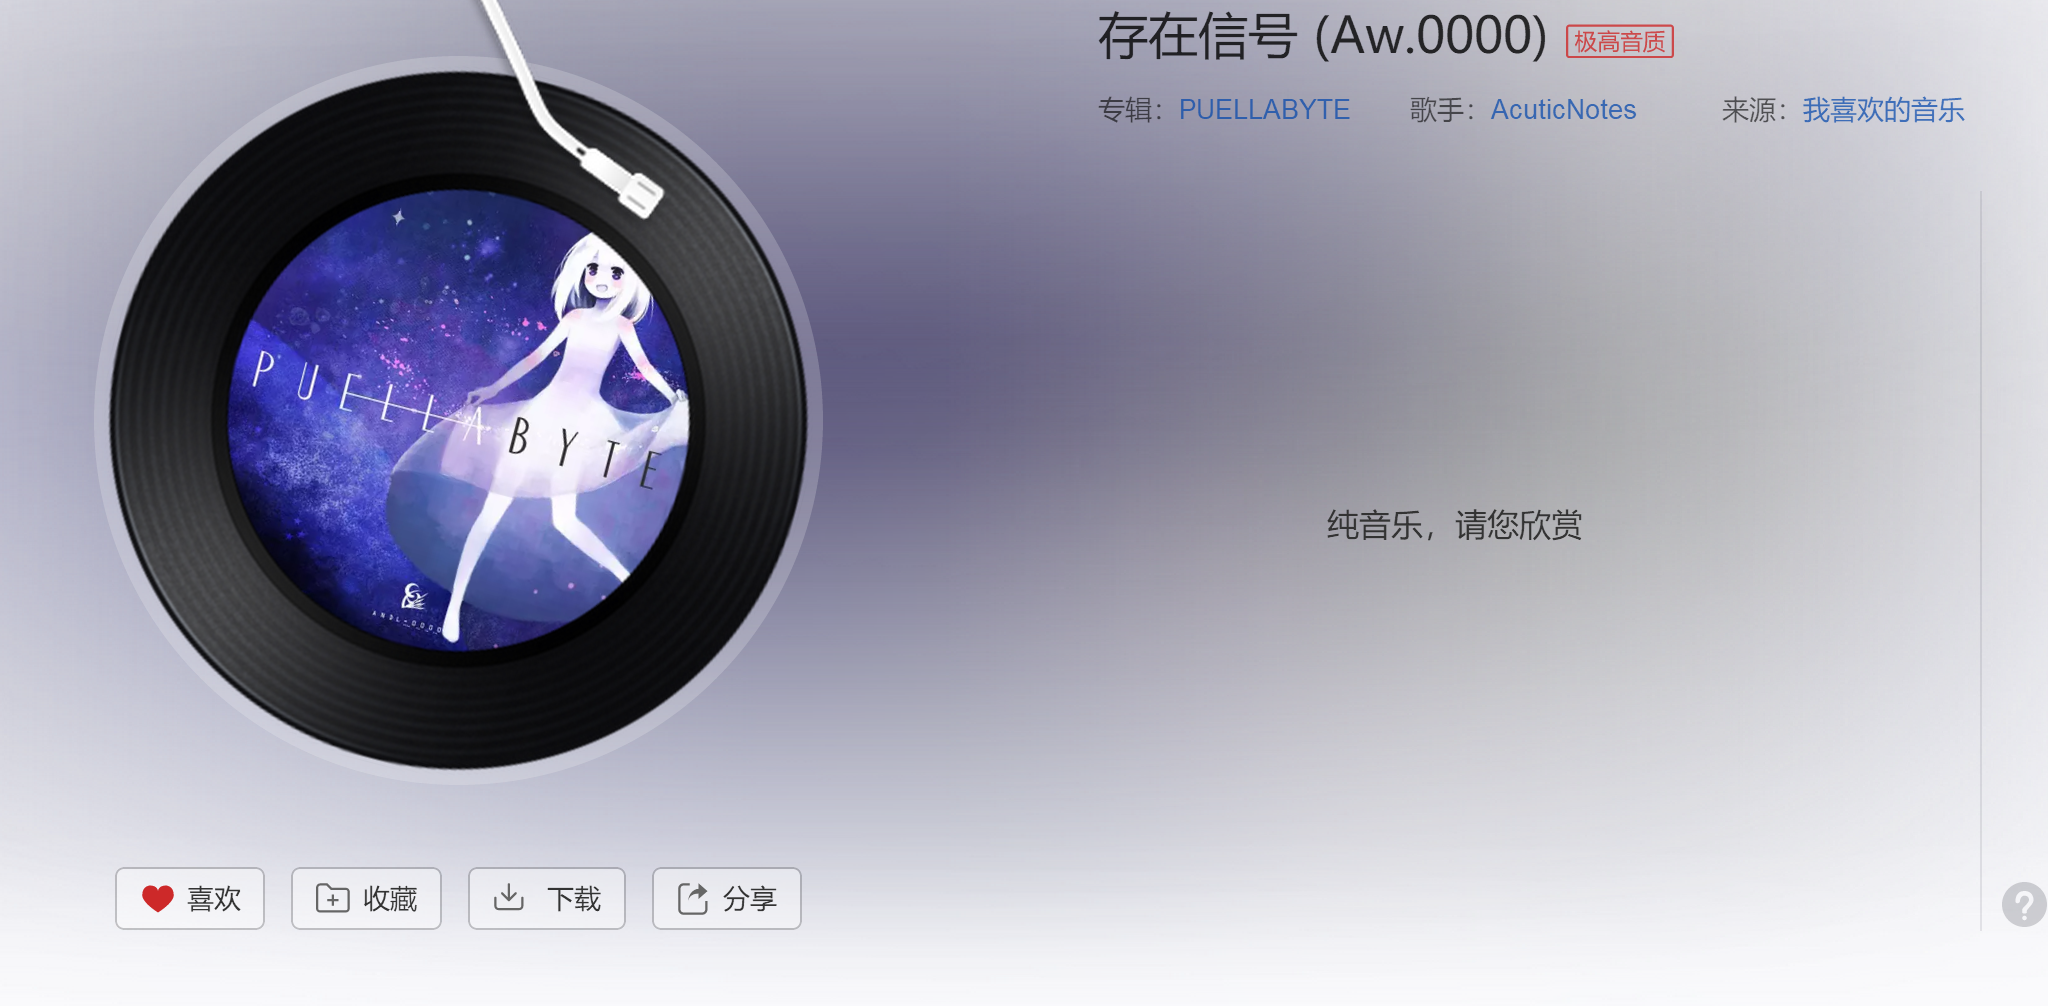 存在信号 (Aw.0000) 极高音质
专辑：PUELLABYTE 歌手：AcuticNotes 来源：我喜欢的音乐
PUELLABYTE
ANDL-0000
纯音乐，请您欣赏
喜欢 收藏 下载 分享
?